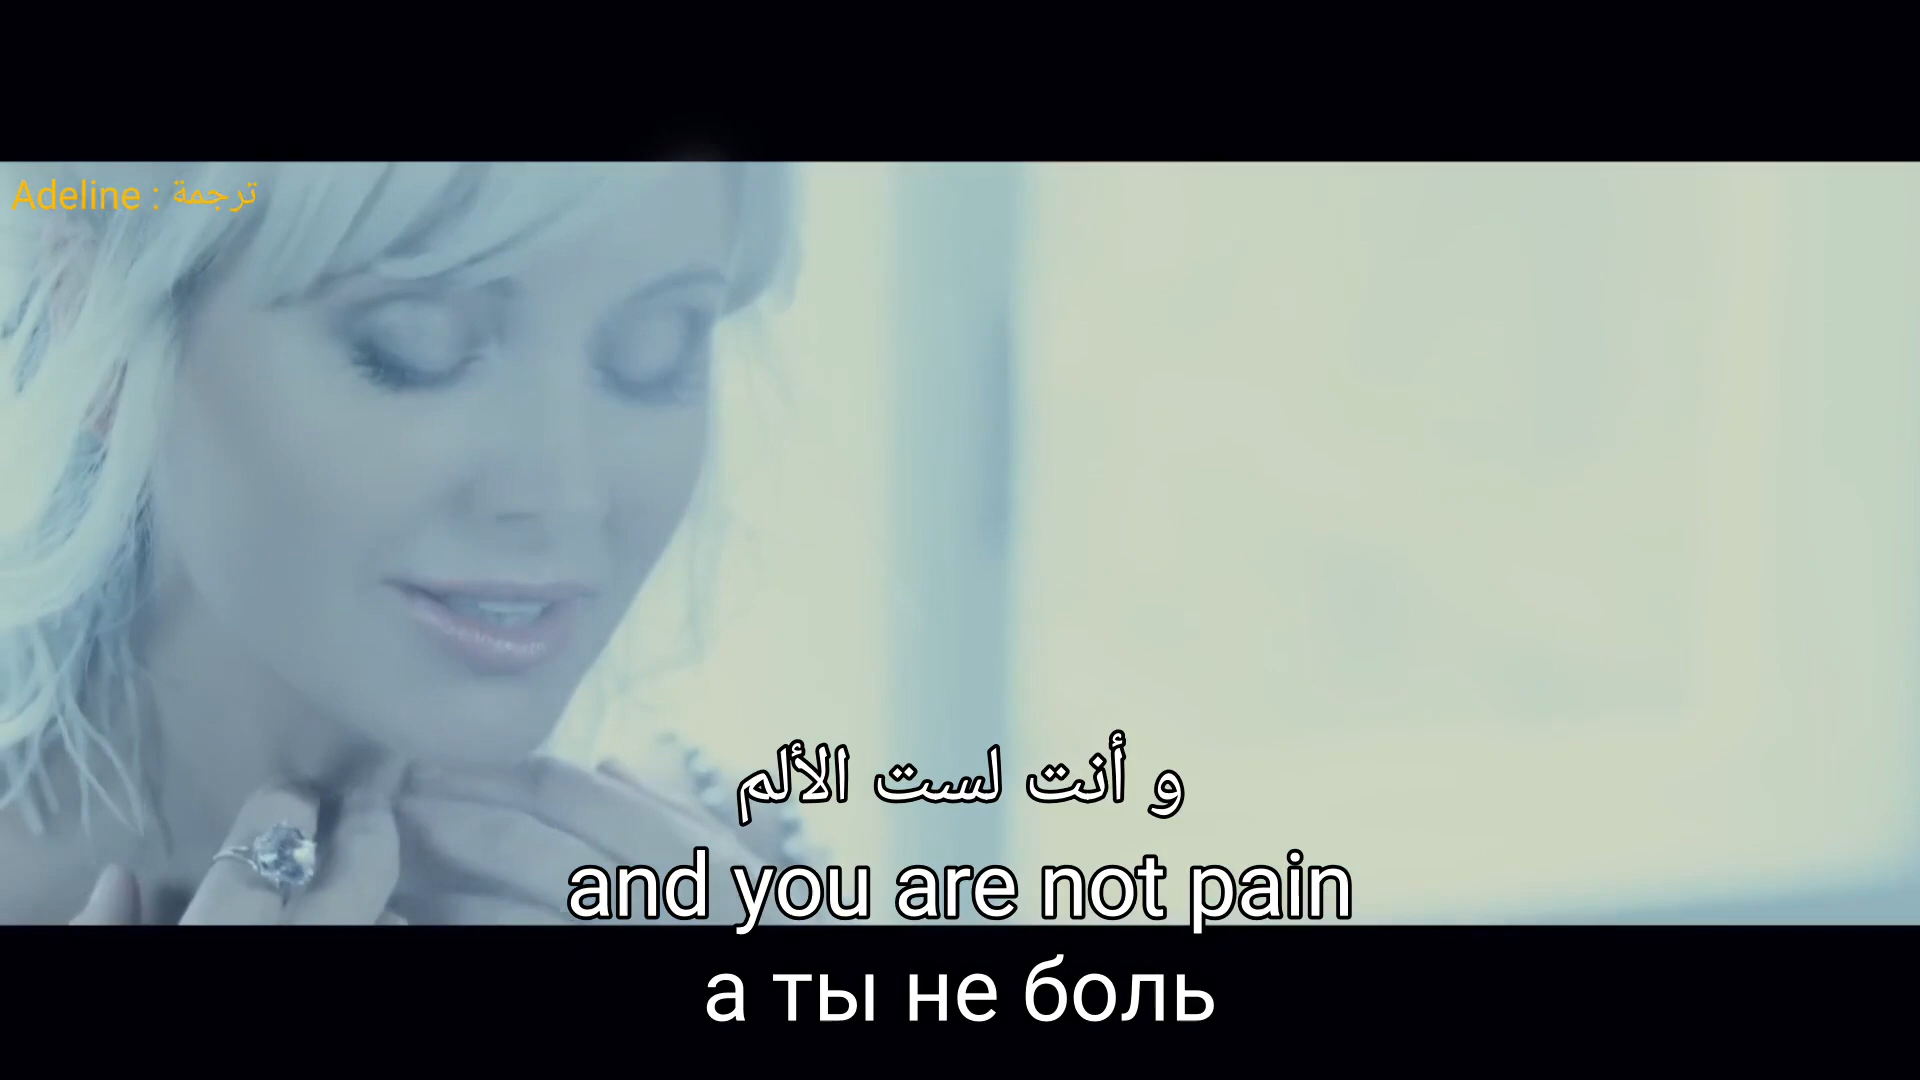 Adeline : ترجمة
و أنت لست الألم
and you are not pain
а ты не боль